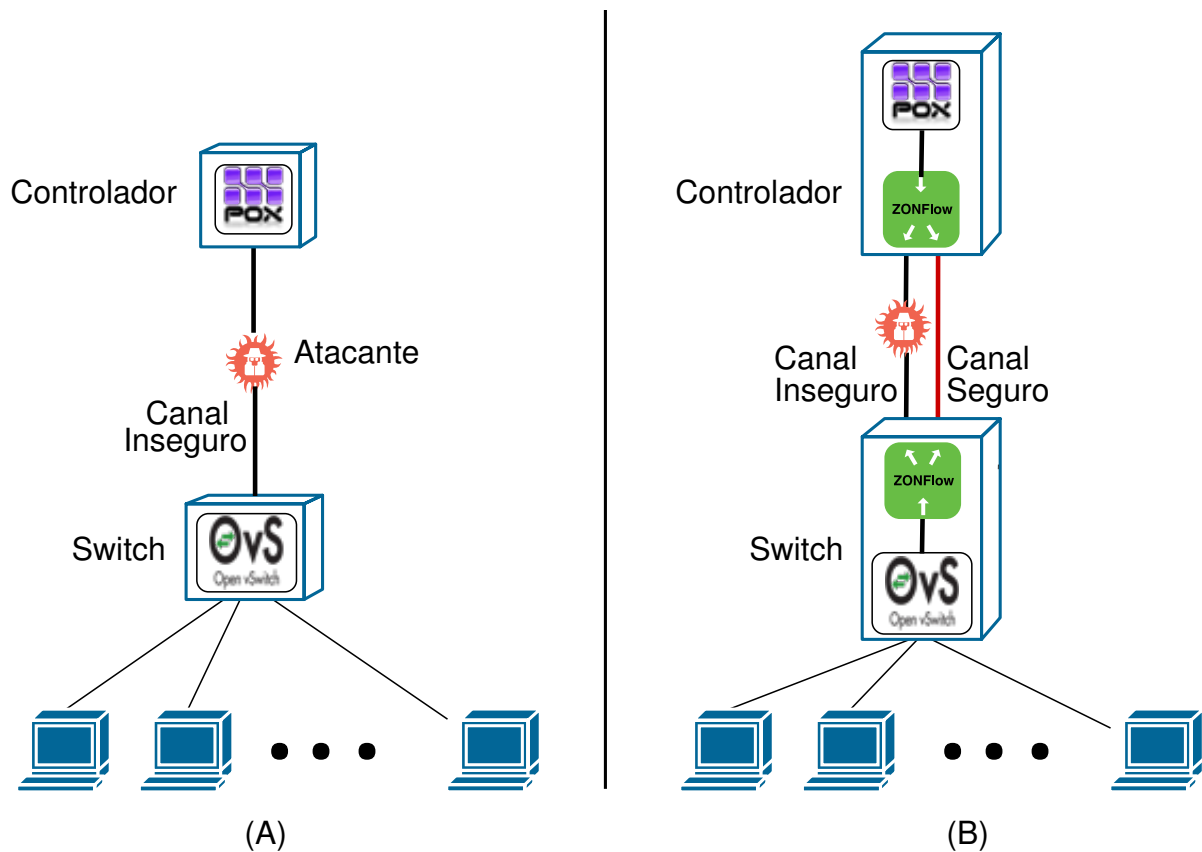 POX
Controlador
Atacante
Canal
Inseguro
Switch
OvS
Open vSwitch
(A)
POX
Controlador
ZONFlow
Canal
Inseguro
Canal
Seguro
ZONFlow
Switch
OvS
Open vSwitch
(B)